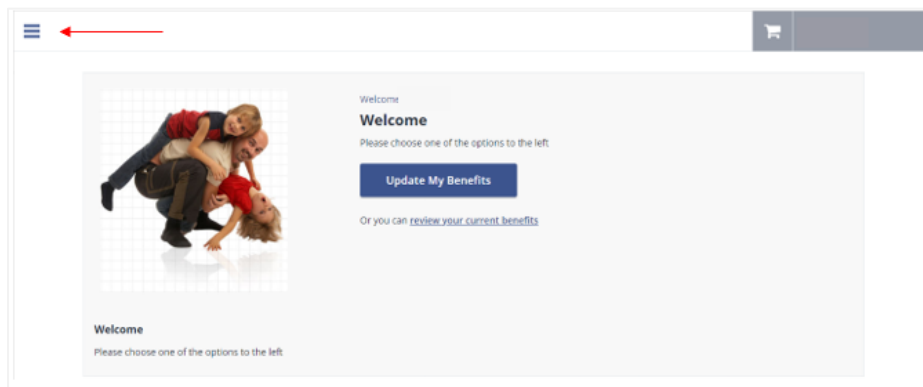 Welcome
Welcome
Please choose one of the options to the left
Update My Benefits
Or you can review your current benefits
Welcome
Please choose one of the options to the left